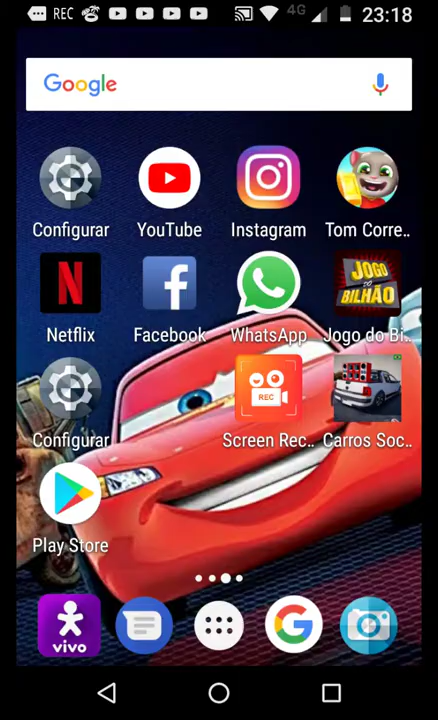 REC 4G 23:18
Google
Configurar YouTube Instagram Tom Corre..
Netflix Facebook WhatsApp Jogo do Bi..
JOGO
DO
BILHÃO
Configurar Screen Rec.. Carros Soc..
REC
Play Store
vivo